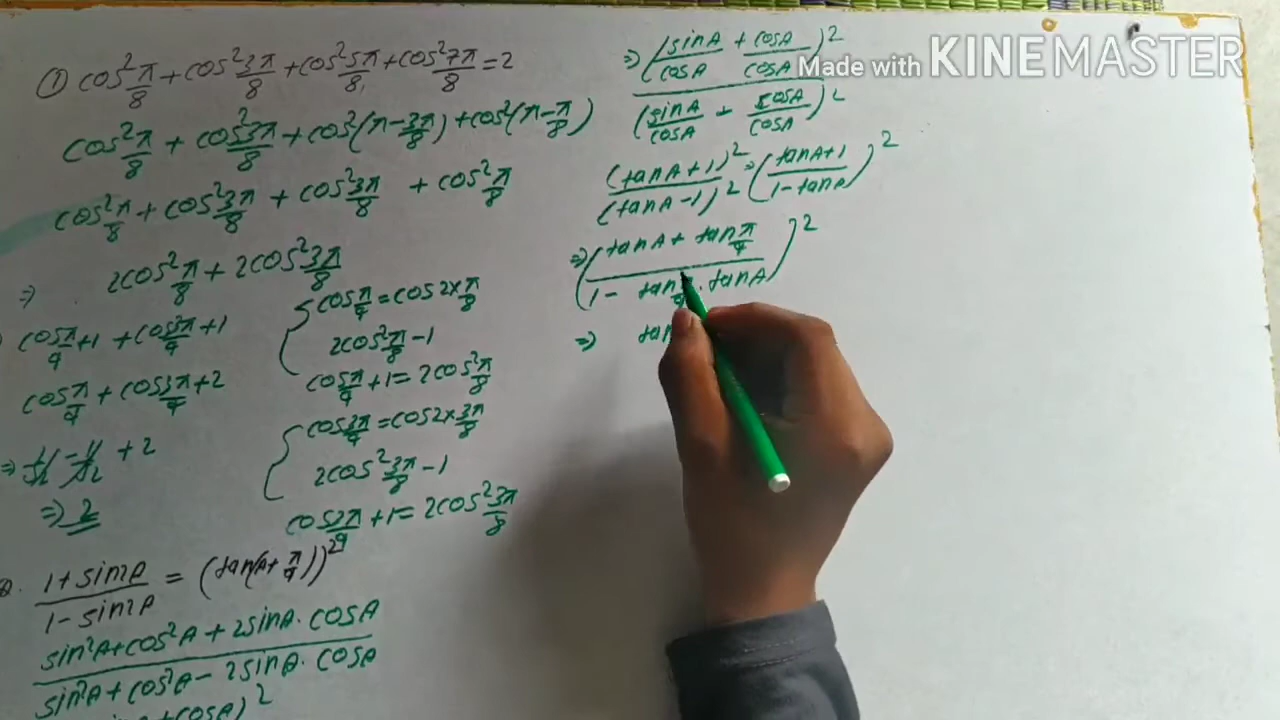 ① cos²π/8 + cos²3π/8 + cos²5π/8 + cos²7π/8 = 2
cos²π/8 + cos²3π/8 + cos²(π - 3π/8) + cos²(π - π/8)
cos²π/8 + cos²3π/8 + cos²3π/8 + cos²π/8
⇒ 2cos²π/8 + 2cos²3π/8
cosπ/4 + 1 + cos3π/4 + 1
cosπ/4 + cos3π/4 + 2
⇒ 1/√2 - 1/√2 + 2
⇒ 2
cosπ/4 = cos2×π/8
2cos²π/8 - 1
cosπ/4 + 1 = 2cos²π/8
cos3π/4 = cos2×3π/8
2cos²3π/8 - 1
cos3π/4 + 1 = 2cos²3π/8
(1 + sin2A)/(1 - sin2A) = (tan(A + π/4))²
(sin²A + cos²A + 2sinA . cosA)/(sin²A + cos²A - 2sinA . cosA)
+ cosA)²
⇒ (sinA/cosA + cosA/cosA)²
(sinA/cosA - cosA/cosA)²
(tanA + 1)²/(tanA - 1)² ⇒ ((tanA + 1)/(1 - tanA))²
⇒ ((tanA + tanπ/4)/(1 - tanπ/4 . tanA))²
⇒ tan
Made with KINEMASTER